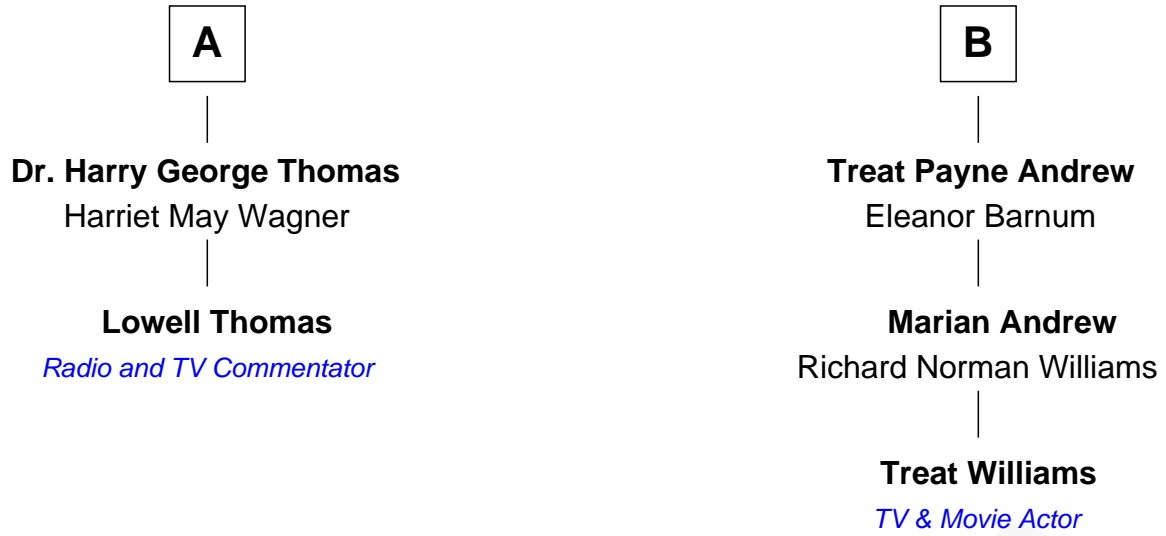 A
Dr. Harry George Thomas
Harriet May Wagner
Lowell Thomas
Radio and TV Commentator
B
Treat Payne Andrew
Eleanor Barnum
Marian Andrew
Richard Norman Williams
Treat Williams
TV & Movie Actor